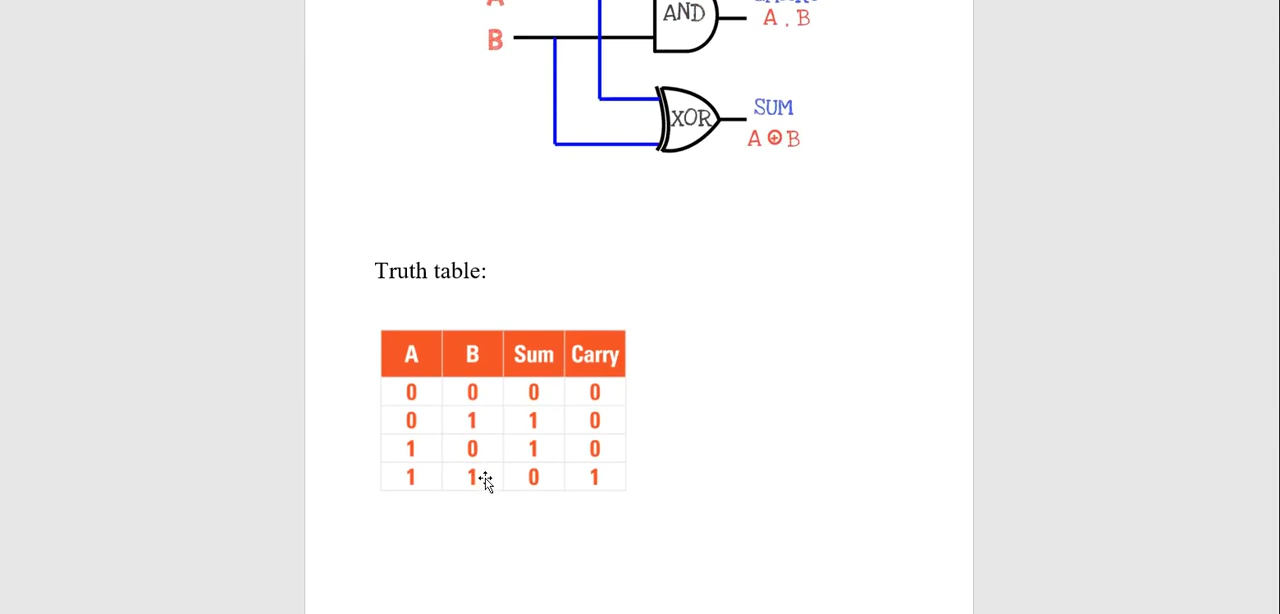 AND
A . B
B
XOR
SUM
A ⊕ B
Truth table:
A B Sum Carry
0 0 0 0
0 1 1 0
1 0 1 0
1 1 0 1